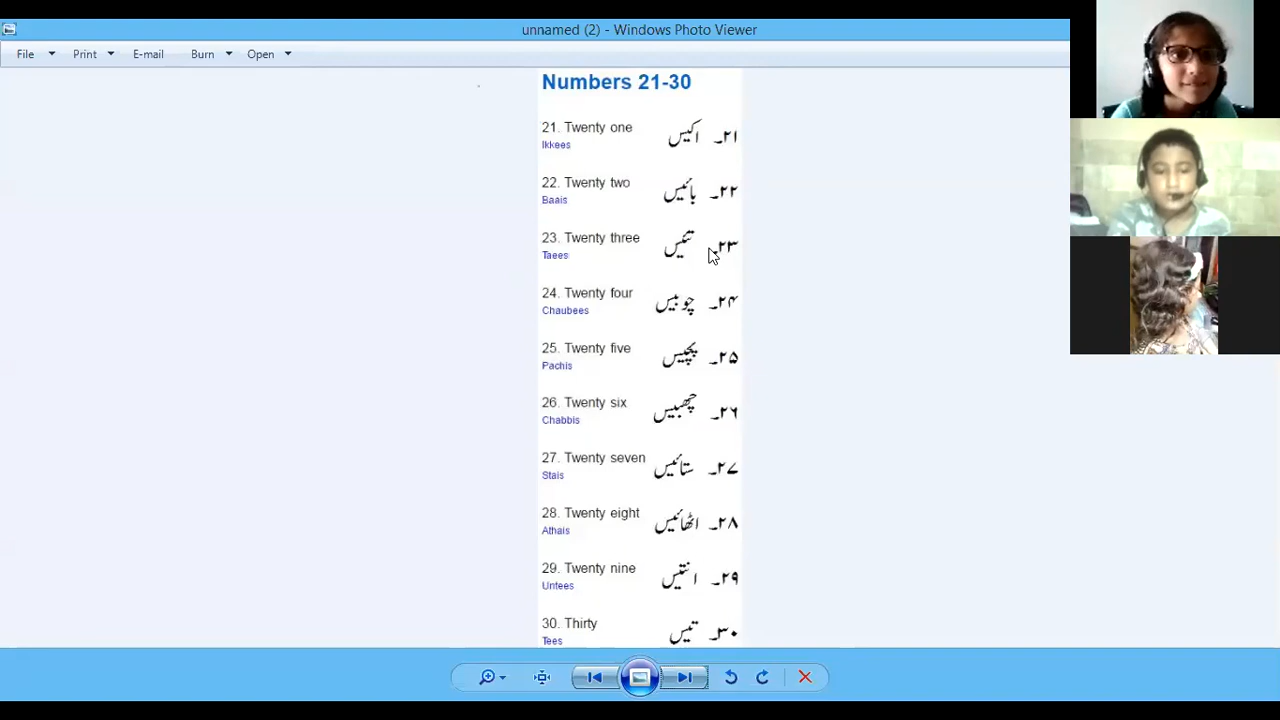 unnamed (2) - Windows Photo Viewer
File Print E-mail Burn Open
Numbers 21-30
21. Twenty one
Ikkees
۲۱۔ اکیس
22. Twenty two
Baais
۲۲۔ بائیس
23. Twenty three
Taees
۲۳۔ تئیس
24. Twenty four
Chaubees
۲۴۔ چوبیس
25. Twenty five
Pachis
۲۵۔ پچیس
26. Twenty six
Chabbis
۲۶۔ چھبیس
27. Twenty seven
Stais
۲۷۔ ستائیس
28. Twenty eight
Athais
۲۸۔ اٹھائیس
29. Twenty nine
Untees
۲۹۔ انتیس
30. Thirty
Tees
۳۰۔ تیس